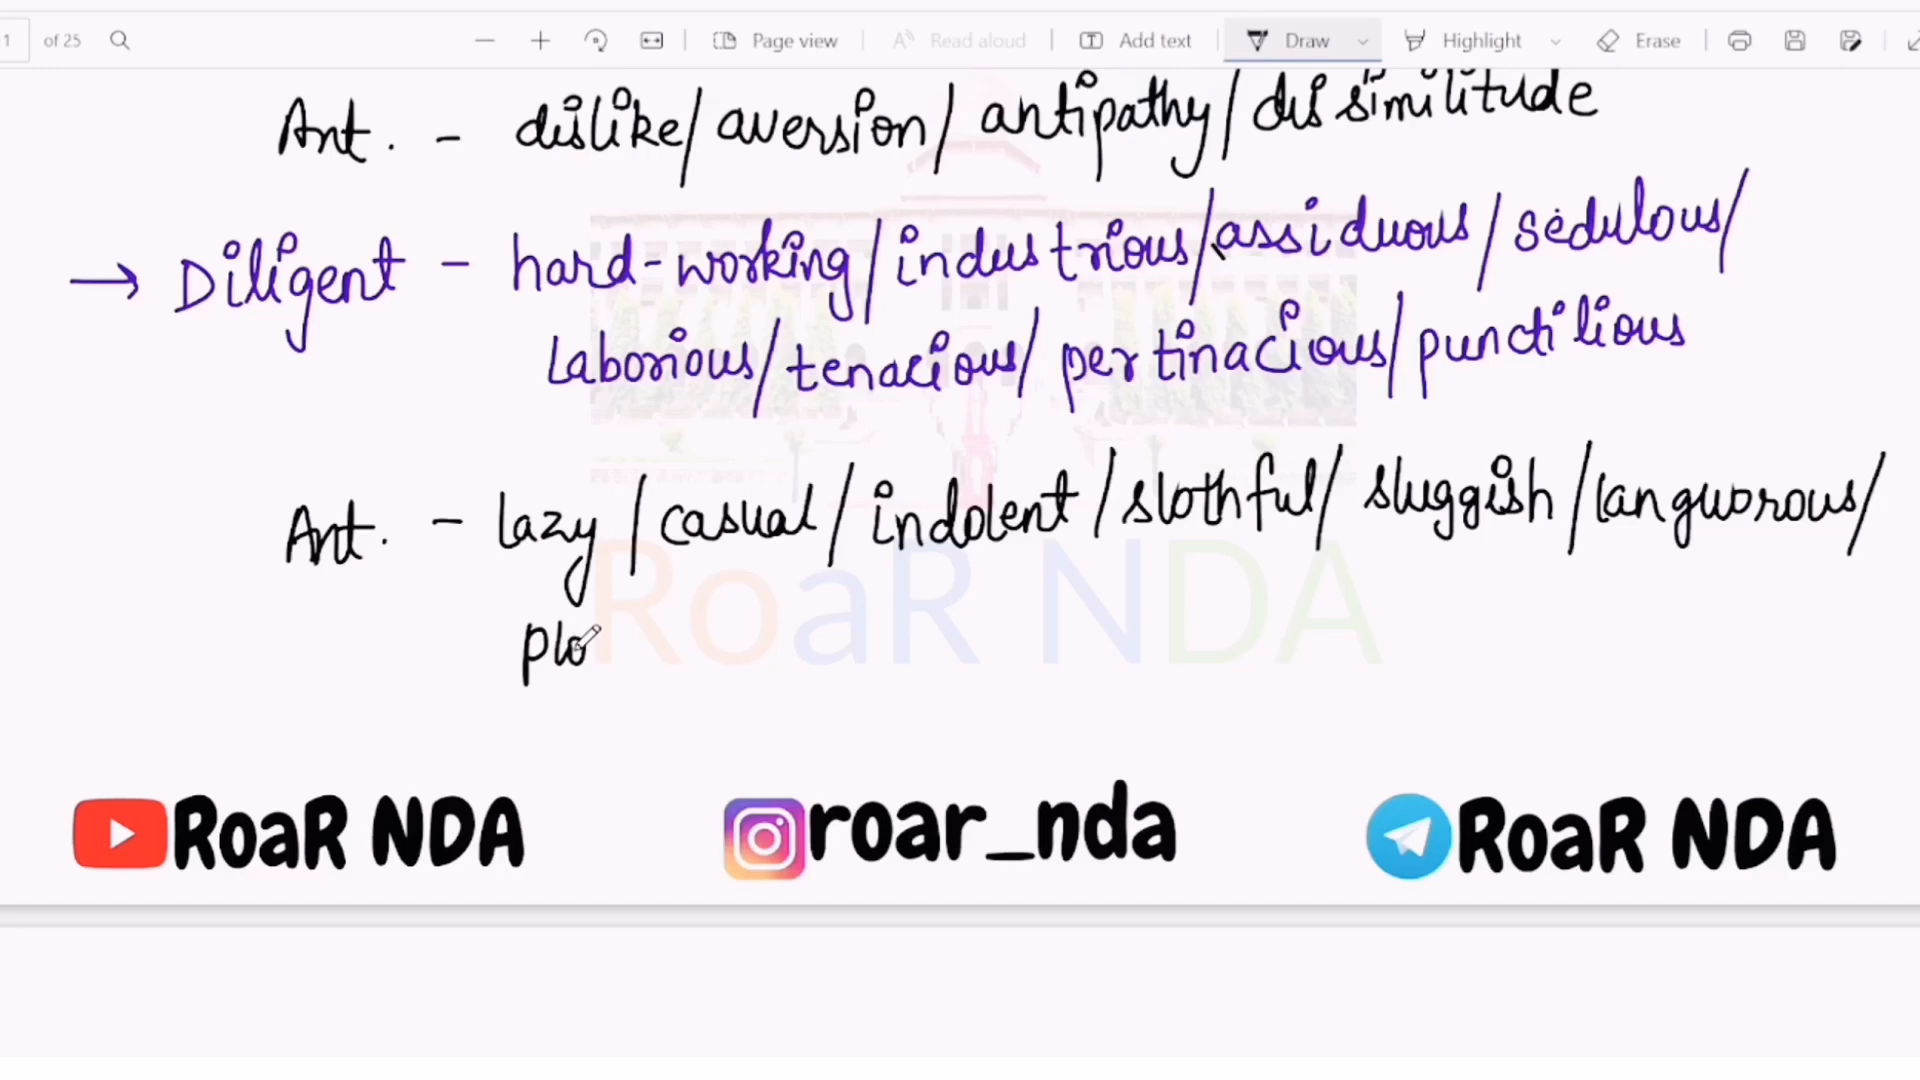 1 of 25 Page view Read aloud Add text Draw Highlight Erase
Ant. - dislike/aversion/antipathy/dissimilitude
→ Diligent - hard-working/industrious/assiduous/sedulous/
Laborious/tenacious/pertinacious/punctilious
Ant. - lazy/casual/indolent/slothful/sluggish/languorous/
plo
RoaR NDA
RoaR NDA roar_nda RoaR NDA